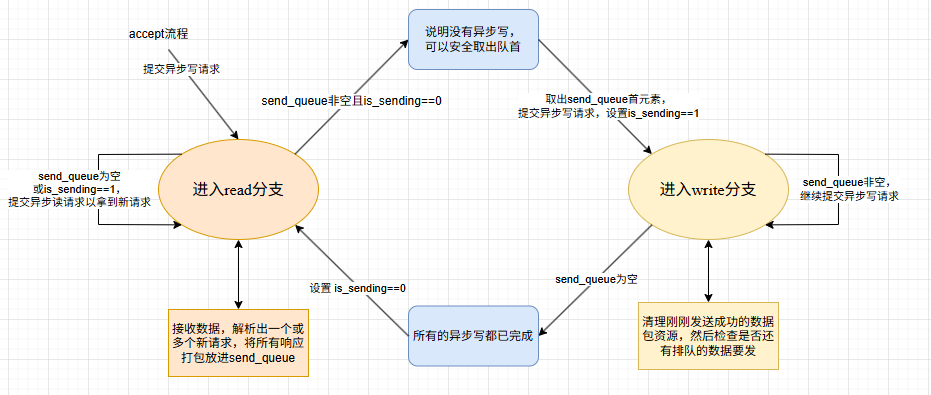 accept流程
提交异步写请求
说明没有异步写，
可以安全取出队首
send_queue非空且is_sending==0
取出send_queue首元素，
提交异步写请求，设置is_sending==1
send_queue为空
或is_sending==1，
提交异步读请求以拿到新请求
进入read分支
进入write分支
send_queue非空，
继续提交异步写请求
设置 is_sending==0
send_queue为空
接收数据，解析出一个或
多个新请求，将所有响应
打包放进send_queue
所有的异步写都已完成
清理刚刚发送成功的数据
包资源，然后检查是否还
有排队的数据要发